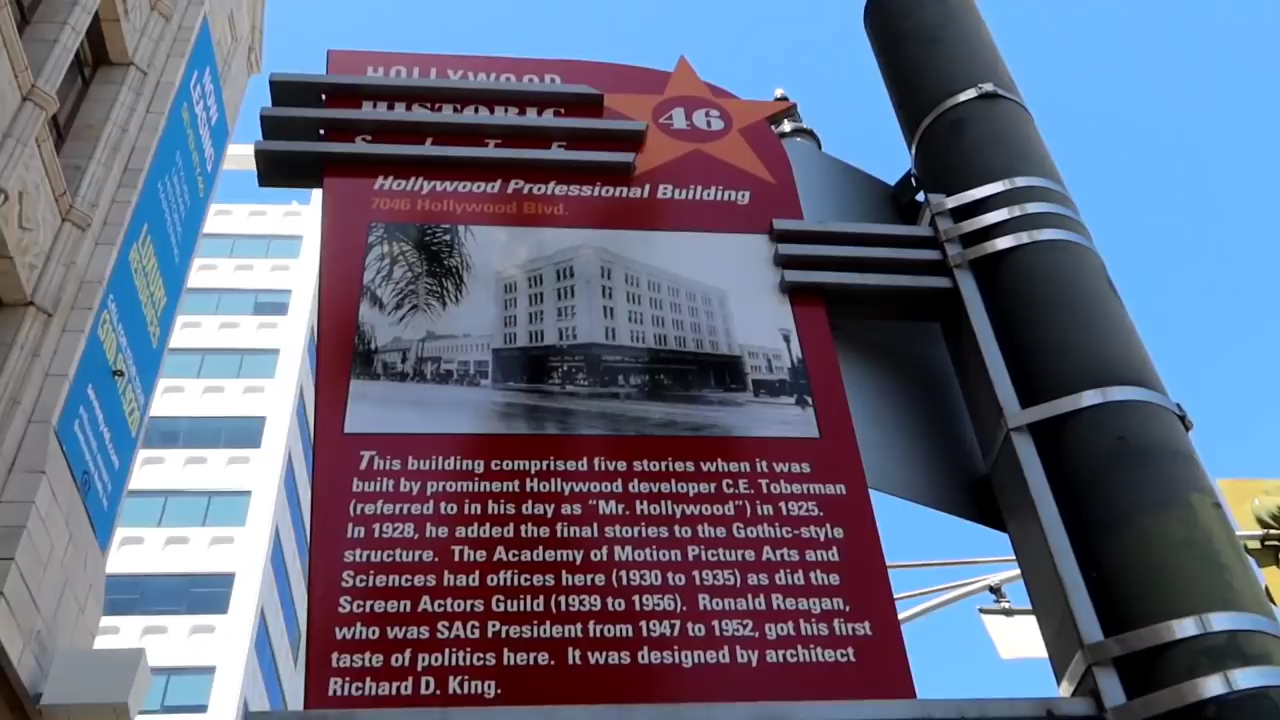 HOLLYWOOD
HISTORIC
46
Hollywood Professional Building
7046 Hollywood Blvd.
This building comprised five stories when it was
built by prominent Hollywood developer C.E. Toberman
(referred to in his day as “Mr. Hollywood”) in 1925.
In 1928, he added the final stories to the Gothic-style
structure. The Academy of Motion Picture Arts and
Sciences had offices here (1930 to 1935) as did the
Screen Actors Guild (1939 to 1956). Ronald Reagan,
who was SAG President from 1947 to 1952, got his first
taste of politics here. It was designed by architect
Richard D. King.
NOW
LEASING
LUXURY
RESIDENCES